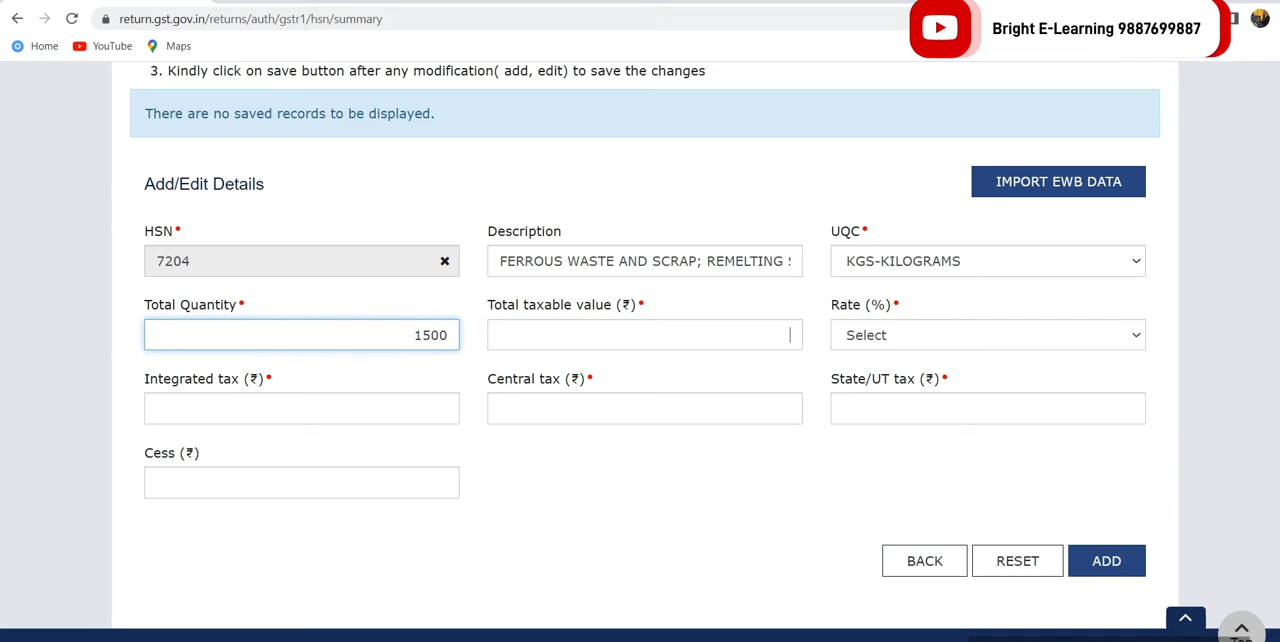 return.gst.gov.in/returns/auth/gstr1/hsn/summary
Bright E-Learning 9887699887
Home YouTube Maps
3. Kindly click on save button after any modification( add, edit) to save the changes
There are no saved records to be displayed.
Add/Edit Details
IMPORT EWB DATA
HSN• Description UQC•
7204 FERROUS WASTE AND SCRAP; REMELTING KGS-KILOGRAMS
Total Quantity• Total taxable value (₹)• Rate (%)•
1500 Select
Integrated tax (₹)• Central tax (₹)• State/UT tax (₹)•
Cess (₹)
BACK RESET ADD